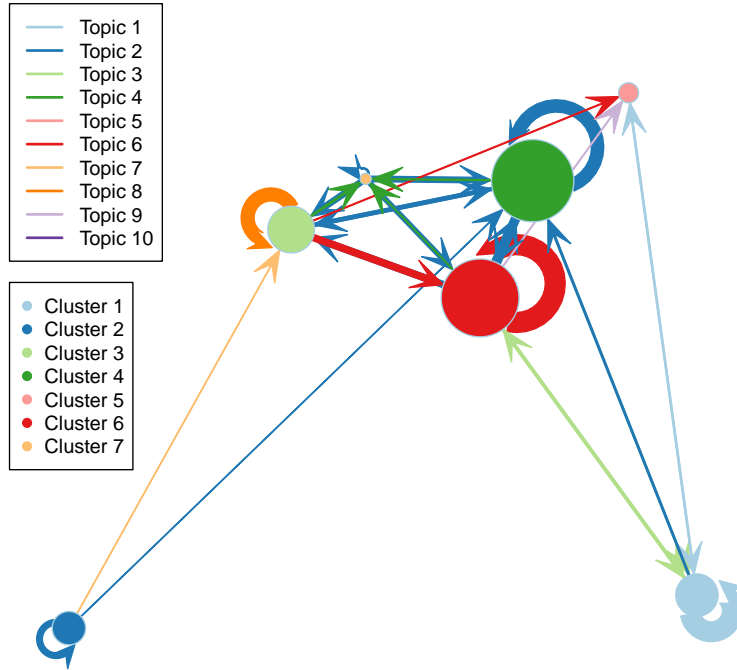 Topic 1
Topic 2
Topic 3
Topic 4
Topic 5
Topic 6
Topic 7
Topic 8
Topic 9
Topic 10
Cluster 1
Cluster 2
Cluster 3
Cluster 4
Cluster 5
Cluster 6
Cluster 7